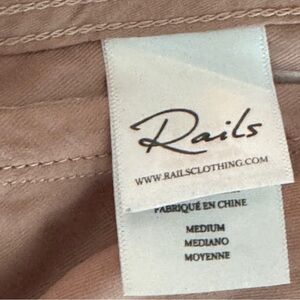 Rails
WWW.RAILSCLOTHING.COM
FABRIQUÉ EN CHINE
MEDIUM
MEDIANO
MOYENNE